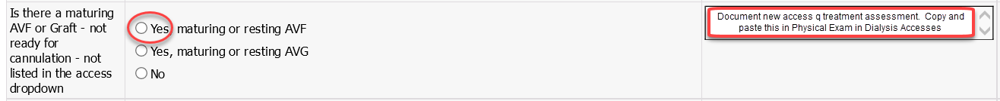 Is there a maturing
AVF or Graft - not
ready for
cannulation - not
listed in the access
dropdown
Yes, maturing or resting AVF
Yes, maturing or resting AVG
No
Document new access q treatment assessment.  Copy and
paste this in Physical Exam in Dialysis Accesses